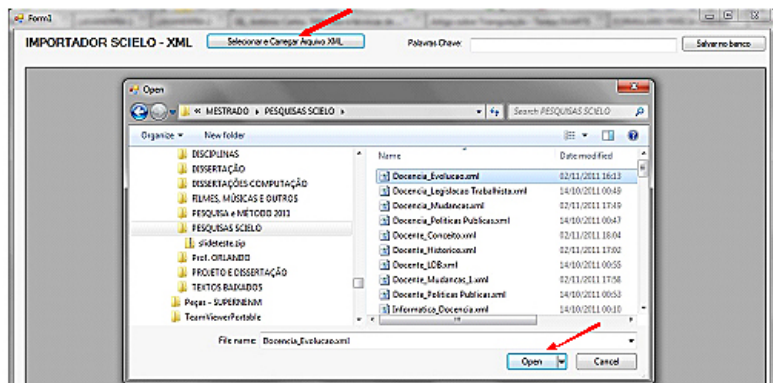 Form1
IMPORTADOR SCIELO - XML Selecionar e Carregar Arquivo XML Palavras Chave: Salvar no banco
Open
« MESTRADO ▸ PESQUISAS SCIELO ▸ Search PESQUISAS SCIELO
Organize New folder
DISCIPLINAS
DISSERTAÇÃO
DISSERTAÇÕES COMPUTAÇÃO
FILMES, MÚSICAS E OUTROS
PESQUISA e MÉTODO 2011
PESQUISAS SCIELO
slideteste.zip
Prof. ORLANDO
PROJETO E DISSERTAÇÃO
TEXTOS BAIXADOS
Peças - SUPERNENM
TeamViewerPortable
Name Date modified
Docencia_Evolucao.xml 02/11/2011 16:13
Docencia_Legislacao Trabalhista.xml 14/10/2011 00:49
Docencia_Mudancas.xml 02/11/2011 17:49
Docencia_Politicas Publicas.xml 14/10/2011 00:47
Docente_Conceito.xml 02/11/2011 18:04
Docente_Historico.xml 02/11/2011 17:02
Docente_LDB.xml 14/10/2011 00:55
Docente_Mudancas_1.xml 02/11/2011 17:58
Docente_Politicas Publicas.xml 14/10/2011 00:53
Informatica_Docencia.xml 14/10/2011 00:10
File name: Docencia_Evolucao.xml
Open Cancel